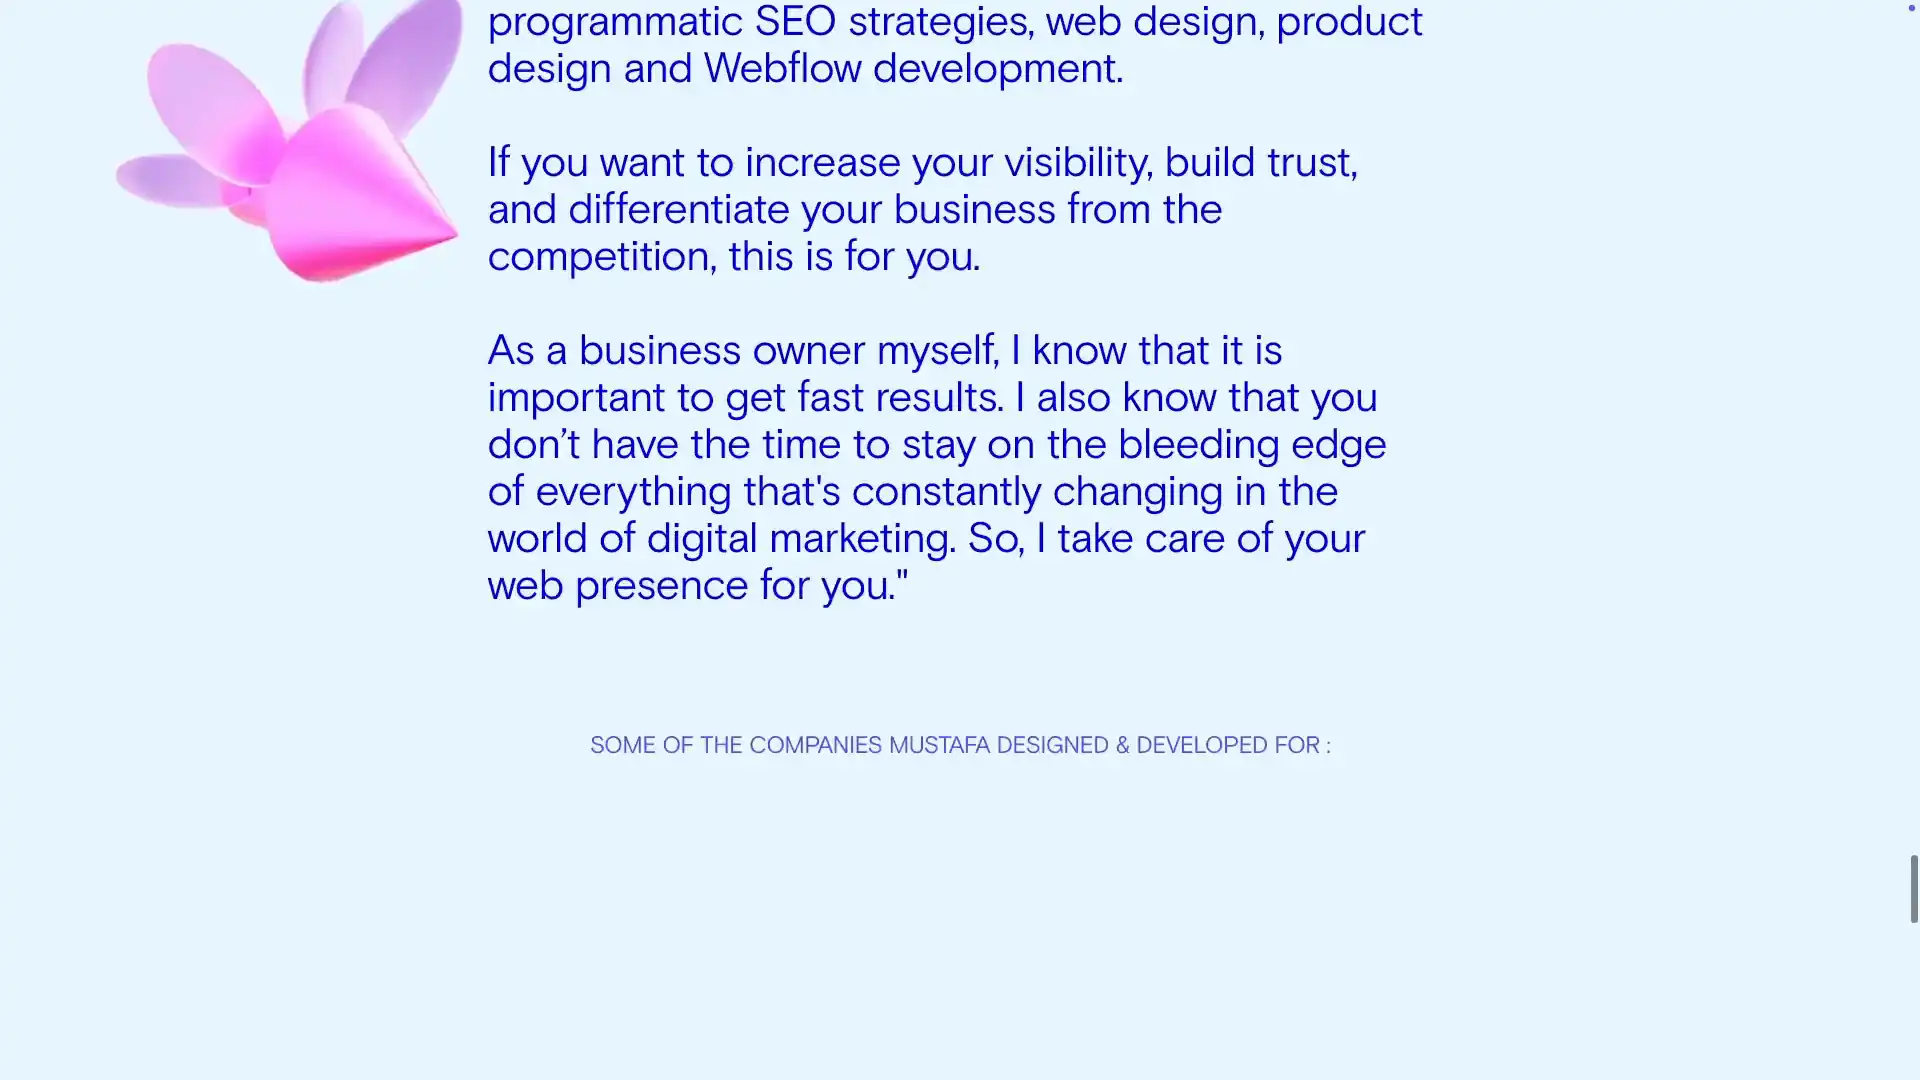 programmatic SEO strategies, web design, product
design and Webflow development.
If you want to increase your visibility, build trust,
and differentiate your business from the
competition, this is for you.
As a business owner myself, I know that it is
important to get fast results. I also know that you
don’t have the time to stay on the bleeding edge
of everything that's constantly changing in the
world of digital marketing. So, I take care of your
web presence for you."
SOME OF THE COMPANIES MUSTAFA DESIGNED & DEVELOPED FOR :